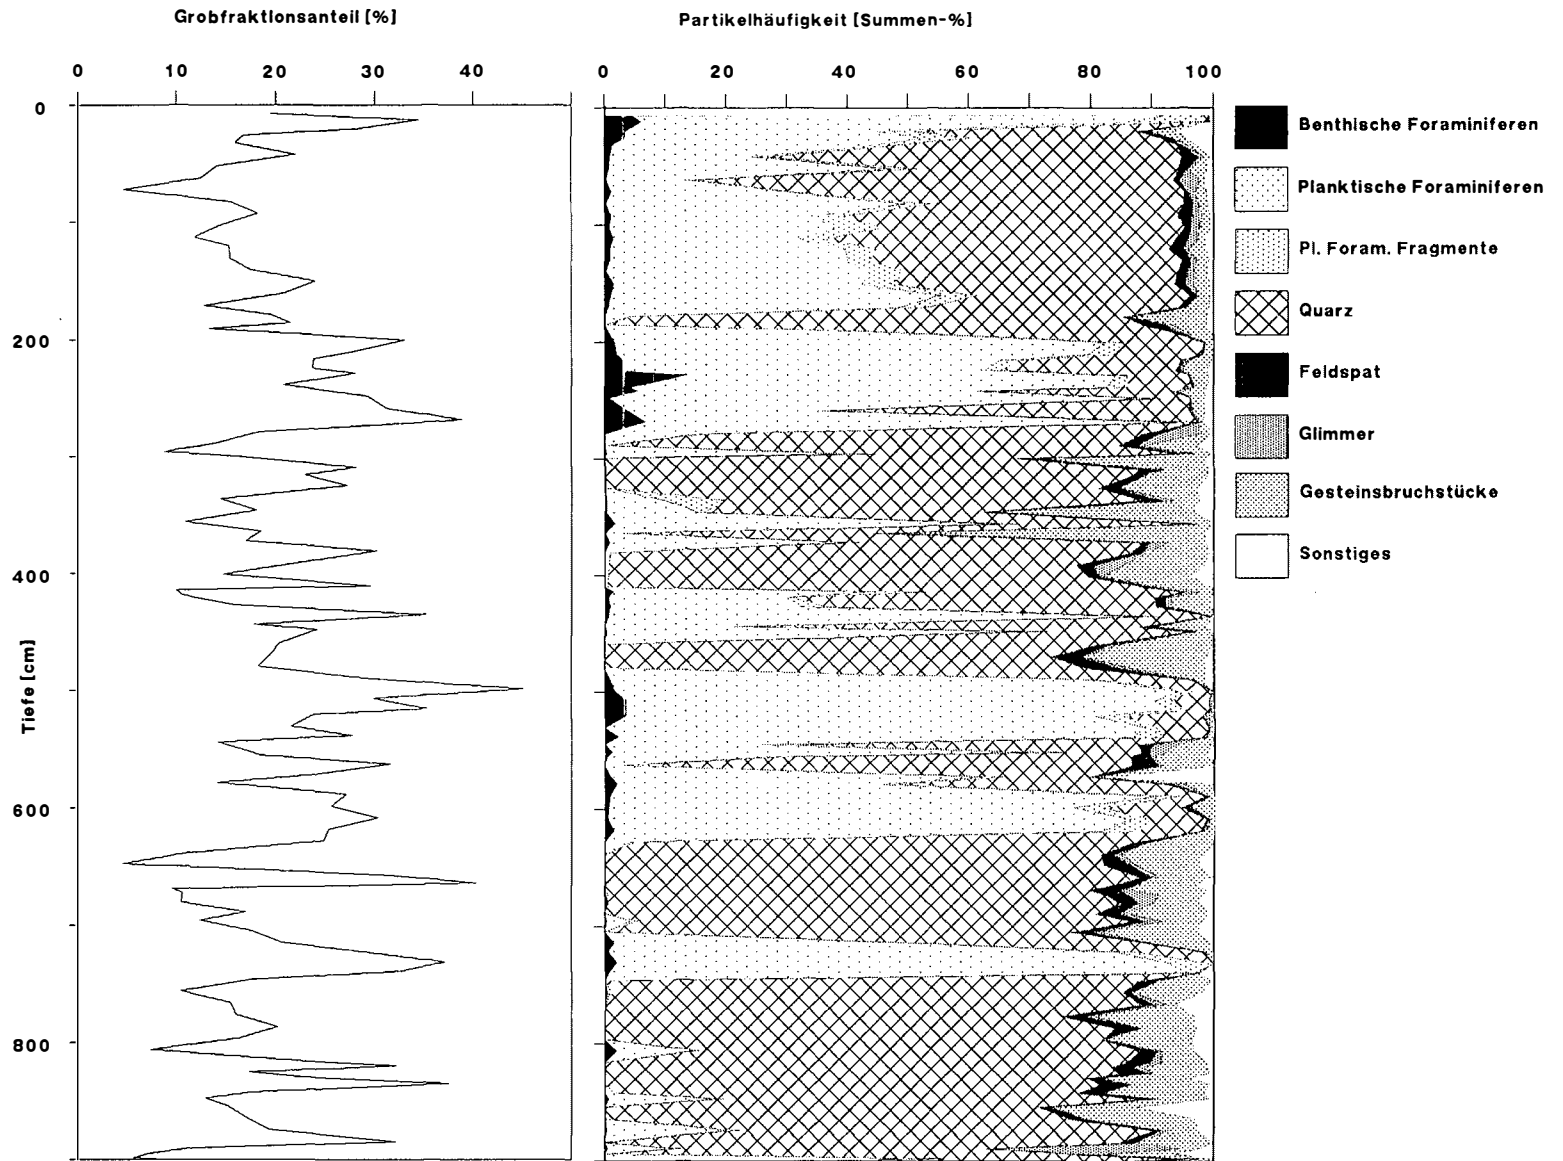 Grobfraktionsanteil [%]
Partikelhäufigkeit [Summen-%]
0 10 20 30 40
0 20 40 60 80 100
0
200
400
600
800
Tiefe [cm]
Benthische Foraminiferen
Planktische Foraminiferen
Pl. Foram. Fragmente
Quarz
Feldspat
Glimmer
Gesteinsbruchstücke
Sonstiges